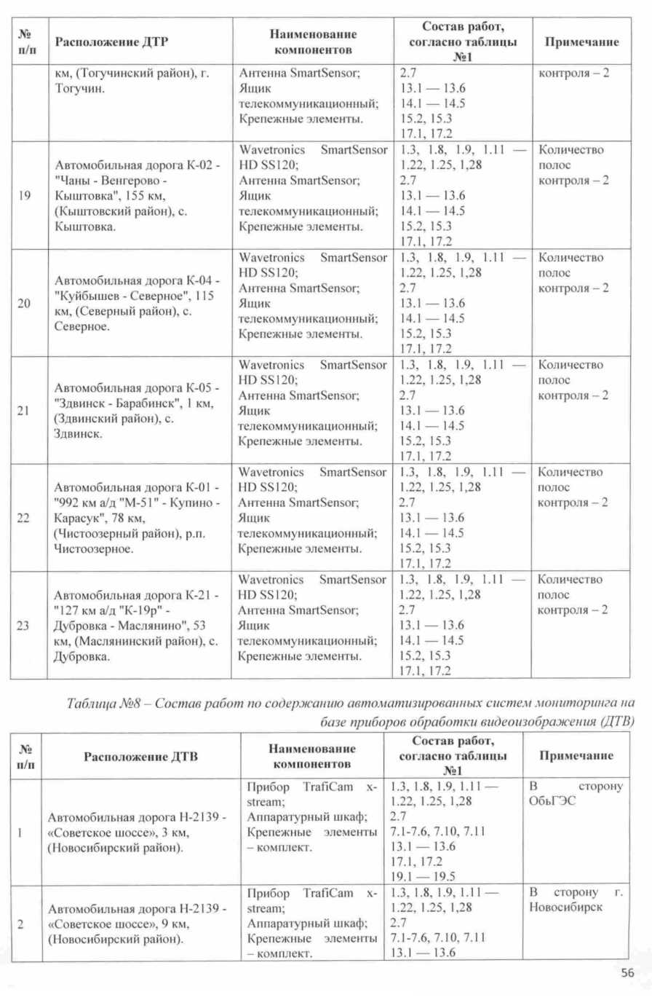 № п/п
Расположение ДТР
Наименование компонентов
Состав работ, согласно таблицы №1
Примечание
км, (Тогучинский район), г.
Тогучин.
Антенна SmartSensor;
Ящик
телекоммуникационный;
Крепежные элементы.
2.7
13.1 — 13.6
14.1 — 14.5
15.2, 15.3
17.1, 17.2
контроля – 2
19
Автомобильная дорога К-02 -
"Чаны - Венгерово -
Кыштовка", 155 км,
(Кыштовский район), с.
Кыштовка.
Wavetronics SmartSensor
HD SS120;
Антенна SmartSensor;
Ящик
телекоммуникационный;
Крепежные элементы.
1.3, 1.8, 1.9, 1.11 —
1.22, 1.25, 1,28
2.7
13.1 — 13.6
14.1 — 14.5
15.2, 15.3
17.1, 17.2
Количество
полос
контроля – 2
20
Автомобильная дорога К-04 -
"Куйбышев - Северное", 115
км, (Северный район), с.
Северное.
Wavetronics SmartSensor
HD SS120;
Антенна SmartSensor;
Ящик
телекоммуникационный;
Крепежные элементы.
1.3, 1.8, 1.9, 1.11 —
1.22, 1.25, 1,28
2.7
13.1 — 13.6
14.1 — 14.5
15.2, 15.3
17.1, 17.2
Количество
полос
контроля – 2
21
Автомобильная дорога К-05 -
"Здвинск - Барабинск", 1 км,
(Здвинский район), с.
Здвинск.
Wavetronics SmartSensor
HD SS120;
Антенна SmartSensor;
Ящик
телекоммуникационный;
Крепежные элементы.
1.3, 1.8, 1.9, 1.11 —
1.22, 1.25, 1,28
2.7
13.1 — 13.6
14.1 — 14.5
15.2, 15.3
17.1, 17.2
Количество
полос
контроля – 2
22
Автомобильная дорога К-01 -
"992 км а/д "М-51" - Купино -
Карасук", 78 км,
(Чистоозерный район), р.п.
Чистоозерное.
Wavetronics SmartSensor
HD SS120;
Антенна SmartSensor;
Ящик
телекоммуникационный;
Крепежные элементы.
1.3, 1.8, 1.9, 1.11 —
1.22, 1.25, 1,28
2.7
13.1 — 13.6
14.1 — 14.5
15.2, 15.3
17.1, 17.2
Количество
полос
контроля – 2
23
Автомобильная дорога К-21 -
"127 км а/д "К-19р" -
Дубровка - Маслянино", 53
км, (Маслянинский район), с.
Дубровка.
Wavetronics SmartSensor
HD SS120;
Антенна SmartSensor;
Ящик
телекоммуникационный;
Крепежные элементы.
1.3, 1.8, 1.9, 1.11 —
1.22, 1.25, 1,28
2.7
13.1 — 13.6
14.1 — 14.5
15.2, 15.3
17.1, 17.2
Количество
полос
контроля – 2
Таблица №8 – Состав работ по содержанию автоматизированных систем мониторинга на
базе приборов обработки видеоизображения (ДТВ)
№ п/п
Расположение ДТВ
Наименование компонентов
Состав работ, согласно таблицы №1
Примечание
1
Автомобильная дорога Н-2139 -
«Советское шоссе», 3 км,
(Новосибирский район).
Прибор TrafiCam x-
stream;
Аппаратурный шкаф;
Крепежные элементы
– комплект.
1.3, 1.8, 1.9, 1.11 —
1.22, 1.25, 1,28
2.7
7.1-7.6, 7.10, 7.11
13.1 — 13.6
17.1, 17.2
19.1 — 19.5
В сторону
ОбьГЭС
2
Автомобильная дорога Н-2139 -
«Советское шоссе», 9 км,
(Новосибирский район).
Прибор TrafiCam x-
stream;
Аппаратурный шкаф;
Крепежные элементы
– комплект.
1.3, 1.8, 1.9, 1.11 —
1.22, 1.25, 1,28
2.7
7.1-7.6, 7.10, 7.11
13.1 — 13.6
В сторону г.
Новосибирск
56